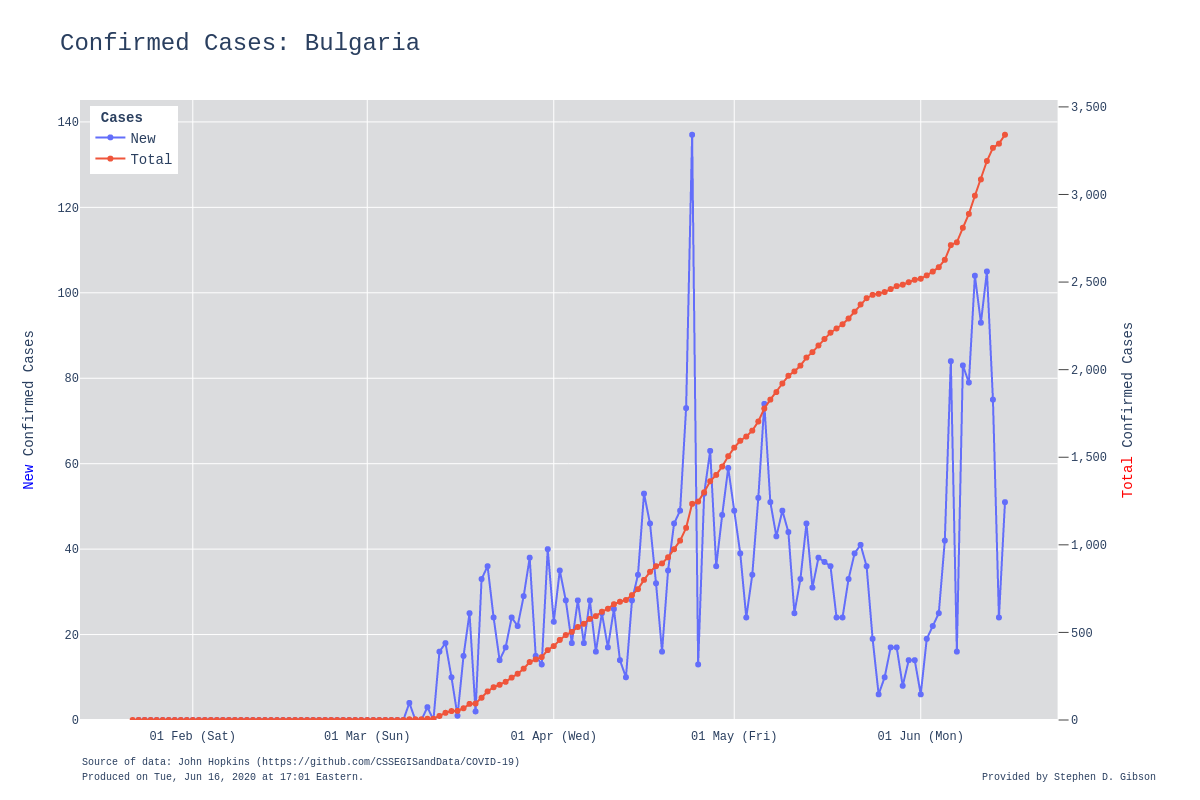 Confirmed Cases: Bulgaria
Cases
New
Total
140
120
100
80
60
40
20
0
New Confirmed Cases
3,500
3,000
2,500
2,000
1,500
1,000
500
0
Total Confirmed Cases
01 Feb (Sat)
01 Mar (Sun)
01 Apr (Wed)
01 May (Fri)
01 Jun (Mon)
Source of data: John Hopkins (https://github.com/CSSEGISandData/COVID-19)
Produced on Tue, Jun 16, 2020 at 17:01 Eastern.
Provided by Stephen D. Gibson